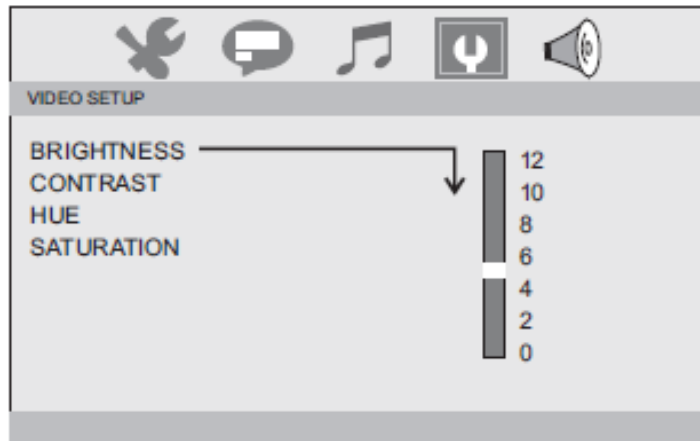 VIDEO SETUP
BRIGHTNESS
CONTRAST
HUE
SATURATION
12
10
8
6
4
2
0